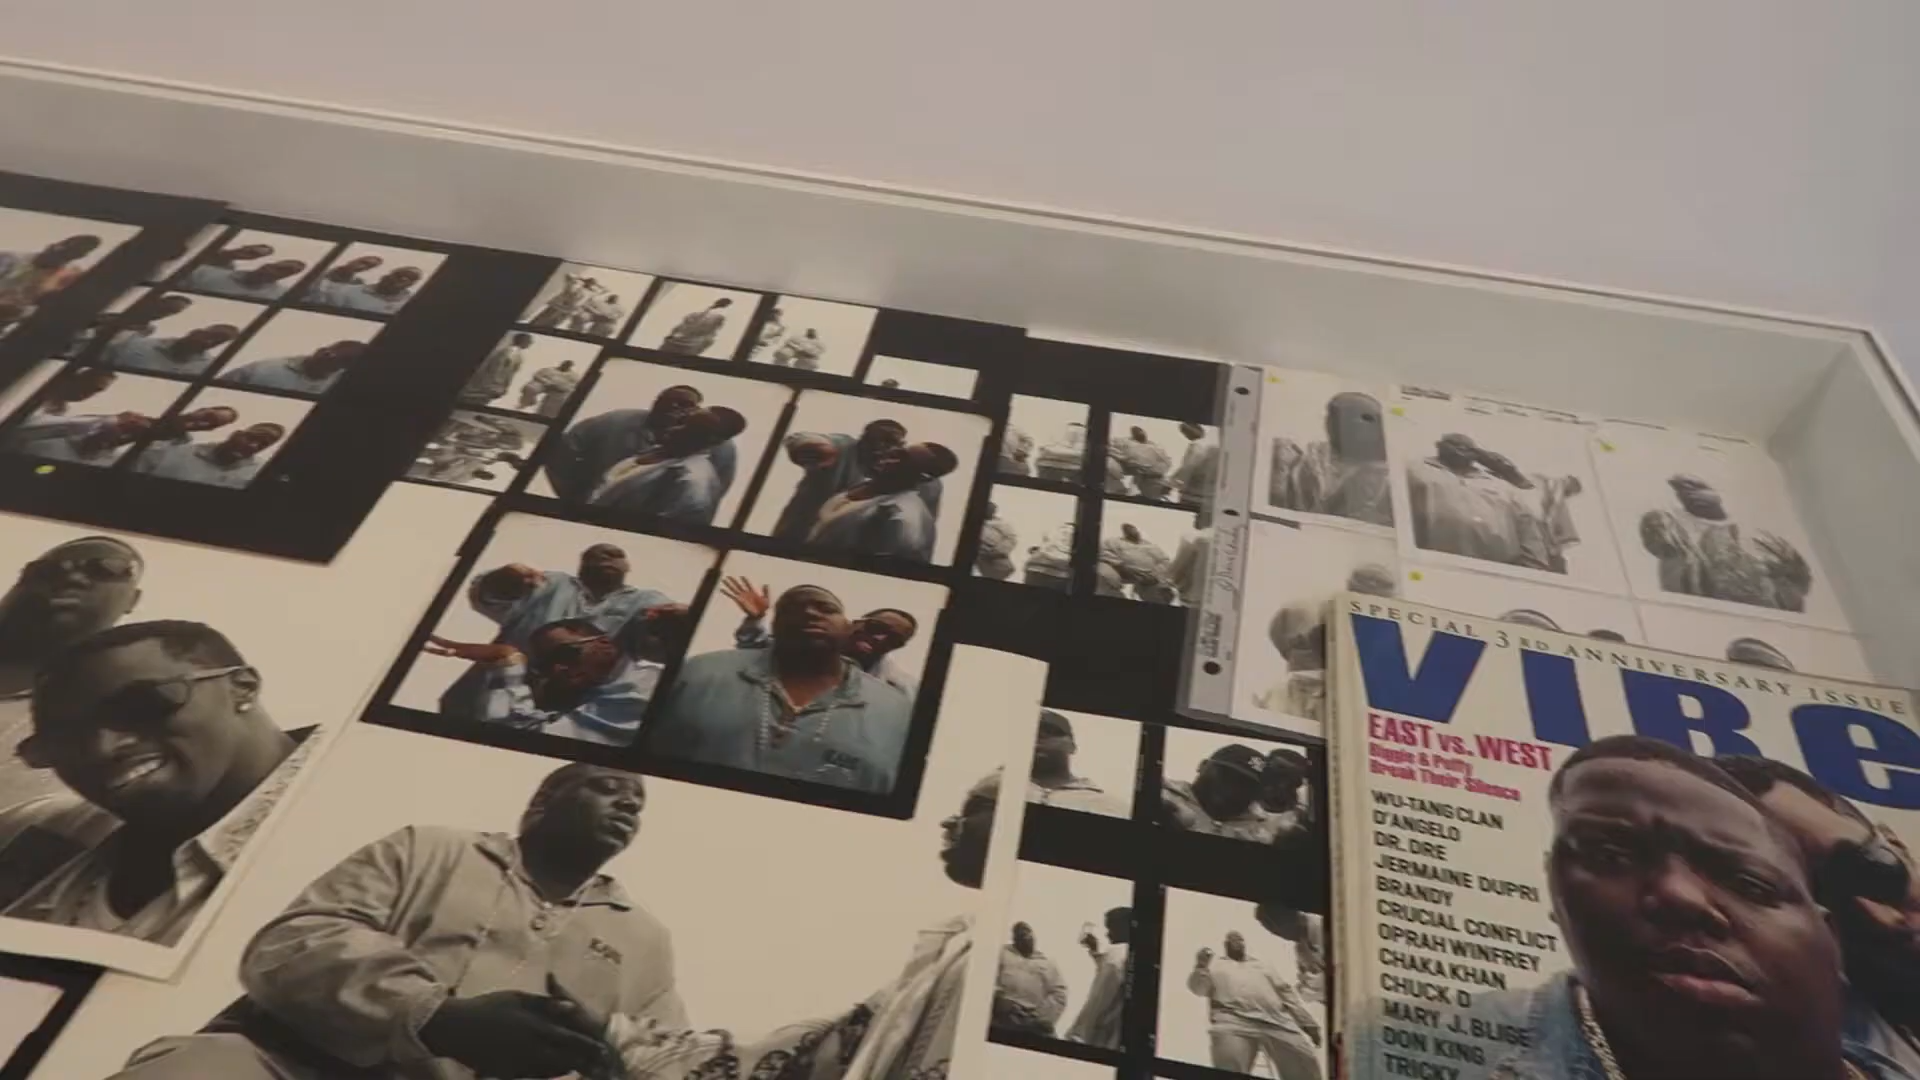 SPECIAL 3RD ANNIVERSARY ISSUE
VIBe
EAST vs. WEST
Biggie & Puffy
Break Their Silence
WU-TANG CLAN
D'ANGELO
DR. DRE
JERMAINE DUPRI
BRANDY
CRUCIAL CONFLICT
OPRAH WINFREY
CHAKA KHAN
CHUCK D
MARY J. BLIGE
DON KING
TRICKY